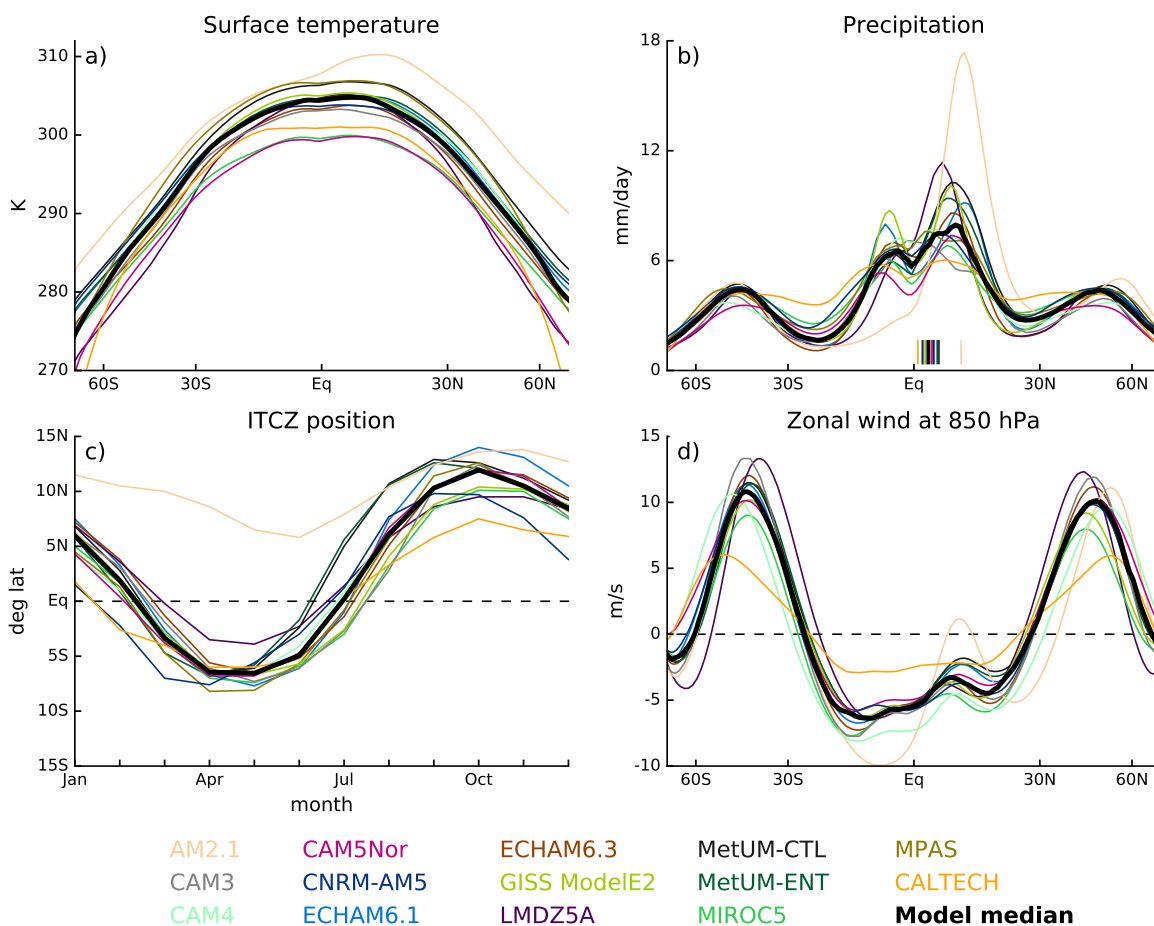 Surface temperature
a)
K
310
300
290
280
270
60S 30S Eq 30N 60N
Precipitation
b)
mm/day
18
12
6
0
60S 30S Eq 30N 60N
ITCZ position
c)
deg lat
15N
10N
5N
Eq
5S
10S
15S
Jan Apr Jul Oct
month
Zonal wind at 850 hPa
d)
m/s
15
10
5
0
-5
-10
60S 30S Eq 30N 60N
AM2.1 CAM5Nor ECHAM6.3 MetUM-CTL MPAS
CAM3 CNRM-AM5 GISS ModelE2 MetUM-ENT CALTECH
CAM4 ECHAM6.1 LMDZ5A MIROC5 Model median